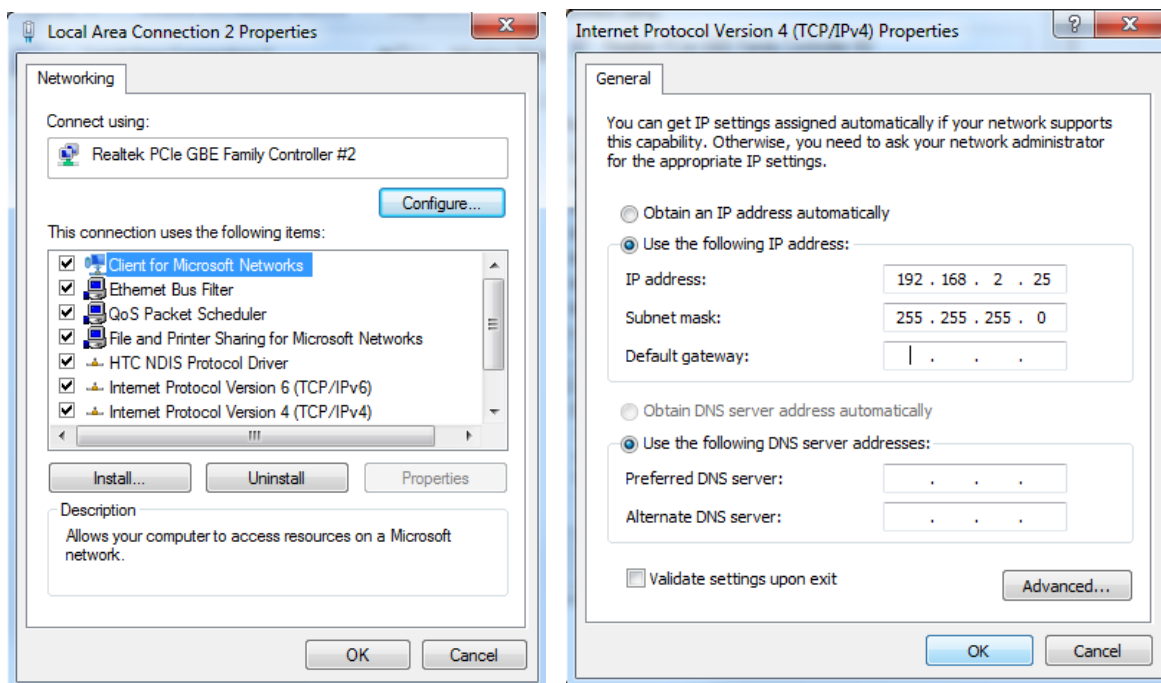 Local Area Connection 2 Properties
Networking
Connect using:
Realtek PCIe GBE Family Controller #2
Configure...
This connection uses the following items:
Client for Microsoft Networks
Ethernet Bus Filter
QoS Packet Scheduler
File and Printer Sharing for Microsoft Networks
HTC NDIS Protocol Driver
Internet Protocol Version 6 (TCP/IPv6)
Internet Protocol Version 4 (TCP/IPv4)
Install...
Uninstall
Properties
Description
Allows your computer to access resources on a Microsoft
network.
OK
Cancel
Internet Protocol Version 4 (TCP/IPv4) Properties
General
You can get IP settings assigned automatically if your network supports
this capability. Otherwise, you need to ask your network administrator
for the appropriate IP settings.
Obtain an IP address automatically
Use the following IP address:
IP address: 192 . 168 . 2 . 25
Subnet mask: 255 . 255 . 255 . 0
Default gateway: . . .
Obtain DNS server address automatically
Use the following DNS server addresses:
Preferred DNS server: . . .
Alternate DNS server: . . .
Validate settings upon exit
Advanced...
OK
Cancel